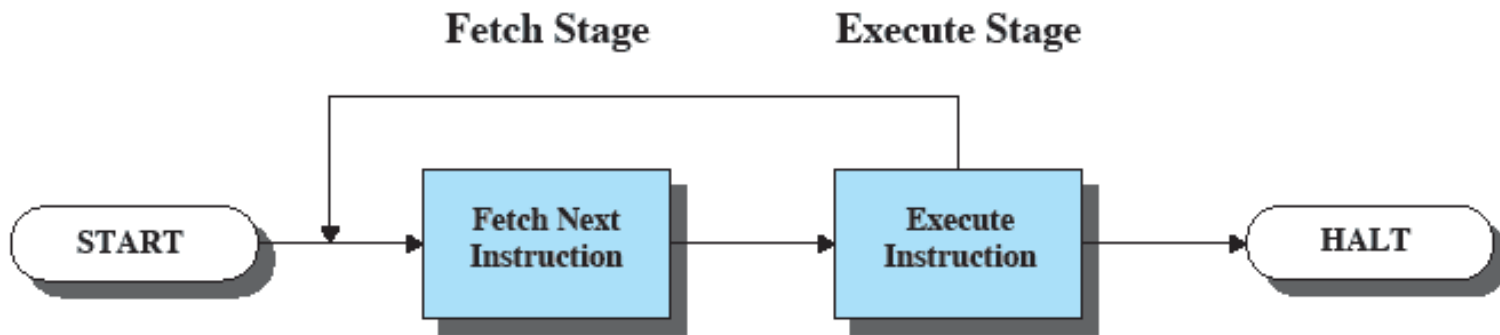 Fetch Stage
Execute Stage
START
Fetch Next
Instruction
Execute
Instruction
HALT